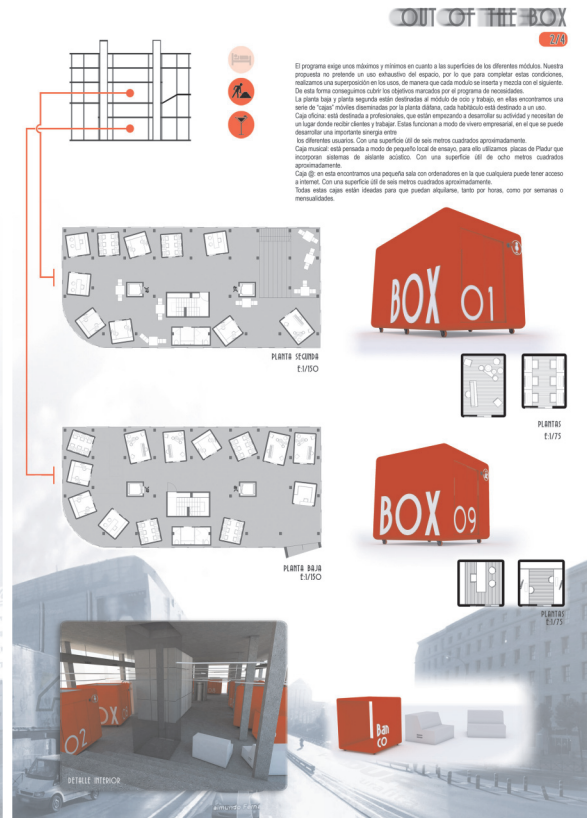 OUT OF THE BOX
2/4
El programa exige unos máximos y mínimos en cuanto a las superficies de los diferentes módulos. Nuestra
propuesta no pretende un uso exhaustivo del espacio, por lo que para completar estas condiciones,
realizamos una superposición en los usos, de manera que cada modulo se inserta y mezcla con el siguiente.
De esta forma conseguimos cubrir los objetivos marcados por el programa de necesidades.
La planta baja y planta segunda están destinadas al módulo de ocio y trabajo, en ellas encontramos una
serie de "cajas" móviles diseminadas por la planta diáfana, cada habitáculo está destinado a un uso.
Caja oficina: está destinada a profesionales, que están empezando a desarrollar su actividad y necesitan de
un lugar donde recibir clientes y trabajar. Estas funcionan a modo de vivero empresarial, en el que se puede
desarrollar una importante sinergia entre
los diferentes usuarios. Con una superficie útil de seis metros cuadrados aproximadamente.
Caja musical: está pensada a modo de pequeño local de ensayo, para ello utilizamos placas de Pladur que
incorporan sistemas de aislante acústico. Con una superficie útil de ocho metros cuadrados
aproximadamente.
Caja @: en esta encontramos una pequeña sala con ordenadores en la que cualquiera puede tener acceso
a internet. Con una superficie útil de seis metros cuadrados aproximadamente.
Todas estas cajas están ideadas para que puedan alquilarse, tanto por horas, como por semanas o
mensualidades.
BOX 01
PLANTA SEGUNDA
E:1/150
PLANTAS
E:1/75
BOX 09
PLANTA BAJA
E:1/150
PLANTAS
E:1/75
02
OX
Ban
co
DETALLE INTERIOR